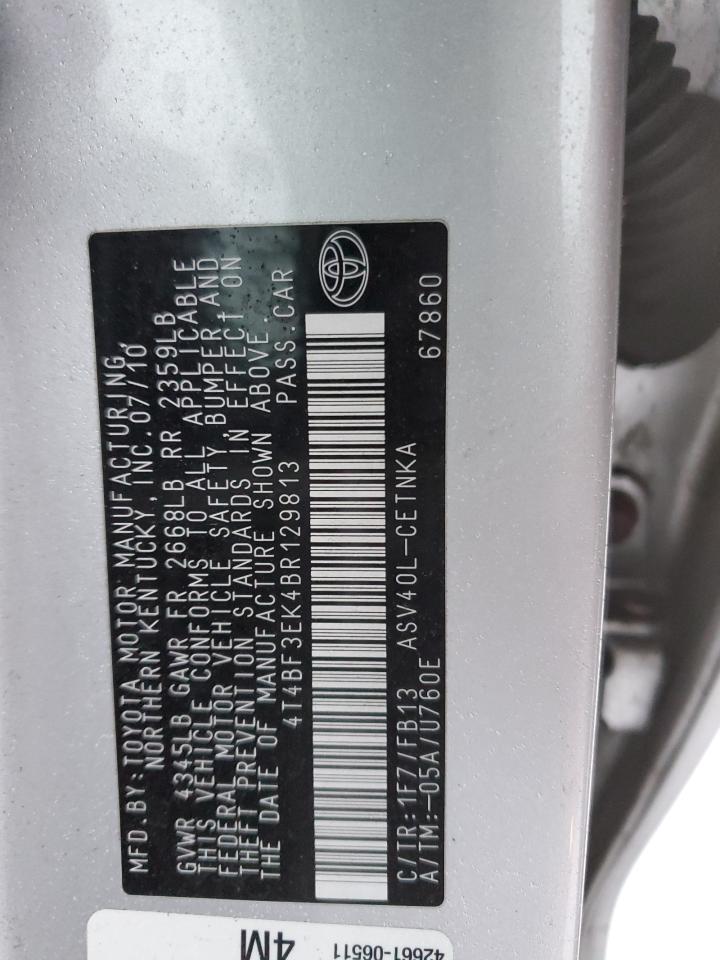 MFD.BY:TOYOTA MOTOR MANUFACTURING,
NORTHERN KENTUCKY, INC.07/10
GVWR 4345LB GAWR FR 2668LB RR 2359LB
THIS VEHICLE CONFORMS TO ALL APPLICABLE
FEDERAL MOTOR VEHICLE SAFETY, BUMPER, AND
THEFT PREVENTION STANDARDS IN EFFECT ON
THE DATE OF MANUFACTURE SHOWN ABOVE.
4T4BF3EK4BR129813 PASS.CAR
C/TR:1F7/FB13 ASV40L-CETNKA 67860
A/TM:-05A/U760E
4M
42661-06511